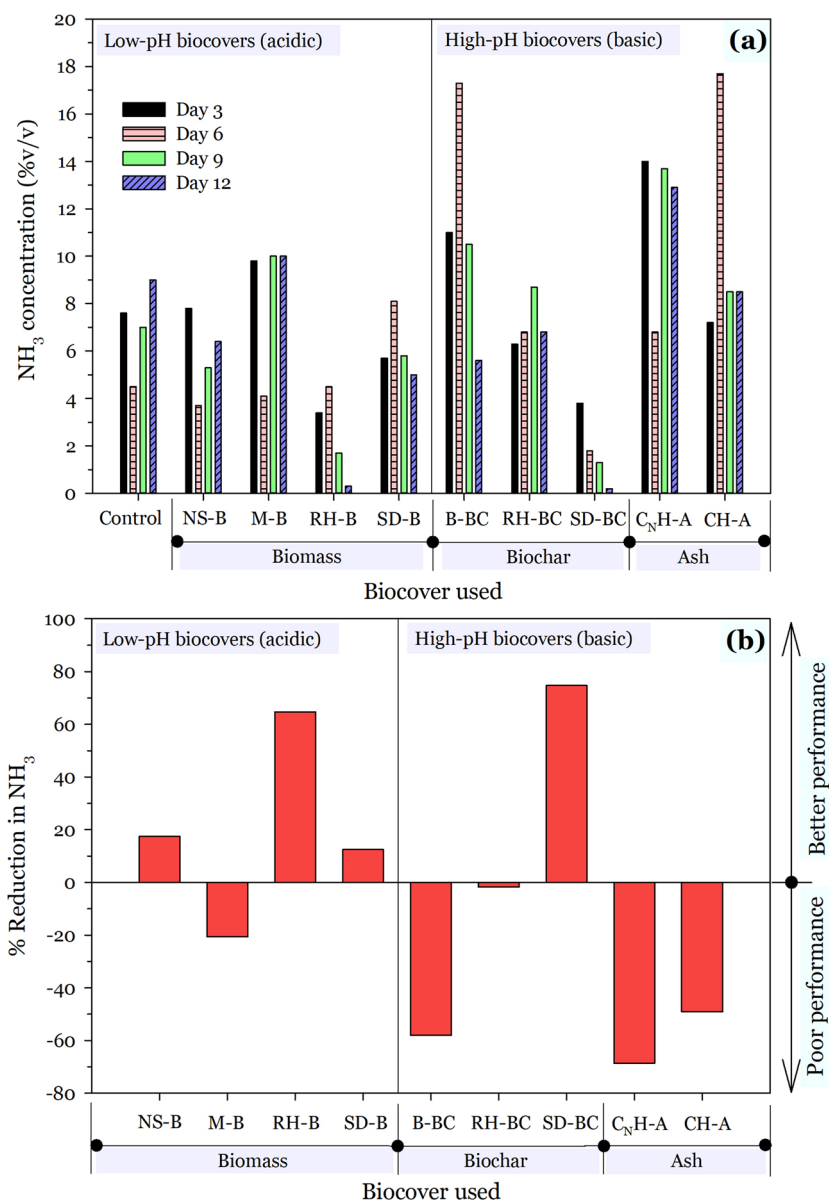 20
18
16
14
12
10
8
6
4
2
0
NH₃ concentration (%v/v)
Low-pH biocovers (acidic)
High-pH biocovers (basic)
(a)
Day 3
Day 6
Day 9
Day 12
Control NS-B M-B RH-B SD-B B-BC RH-BC SD-BC C_NH-A CH-A
Biomass Biochar Ash
Biocover used
100
80
60
40
20
0
-20
-40
-60
-80
% Reduction in NH₃
Low-pH biocovers (acidic)
High-pH biocovers (basic)
(b)
Better performance
Poor performance
NS-B M-B RH-B SD-B B-BC RH-BC SD-BC C_NH-A CH-A
Biomass Biochar Ash
Biocover used